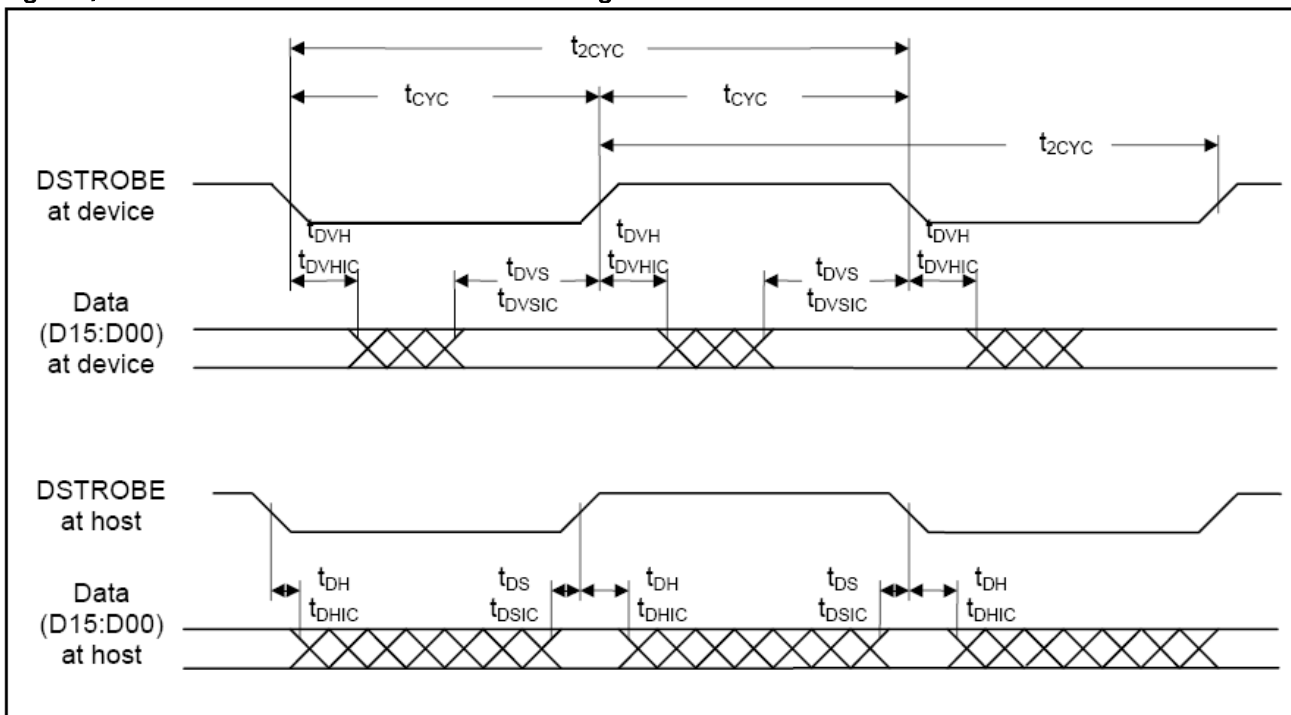 t2CYC
tCYC tCYC
t2CYC
DSTROBE
at device
tDVH tDVH tDVH
tDVHIC tDVS tDVHIC tDVS tDVHIC
tDVSIC tDVSIC
Data
(D15:D00)
at device
DSTROBE
at host
tDH tDS tDH tDS tDH
tDHIC tDSIC tDHIC tDSIC tDHIC
Data
(D15:D00)
at host